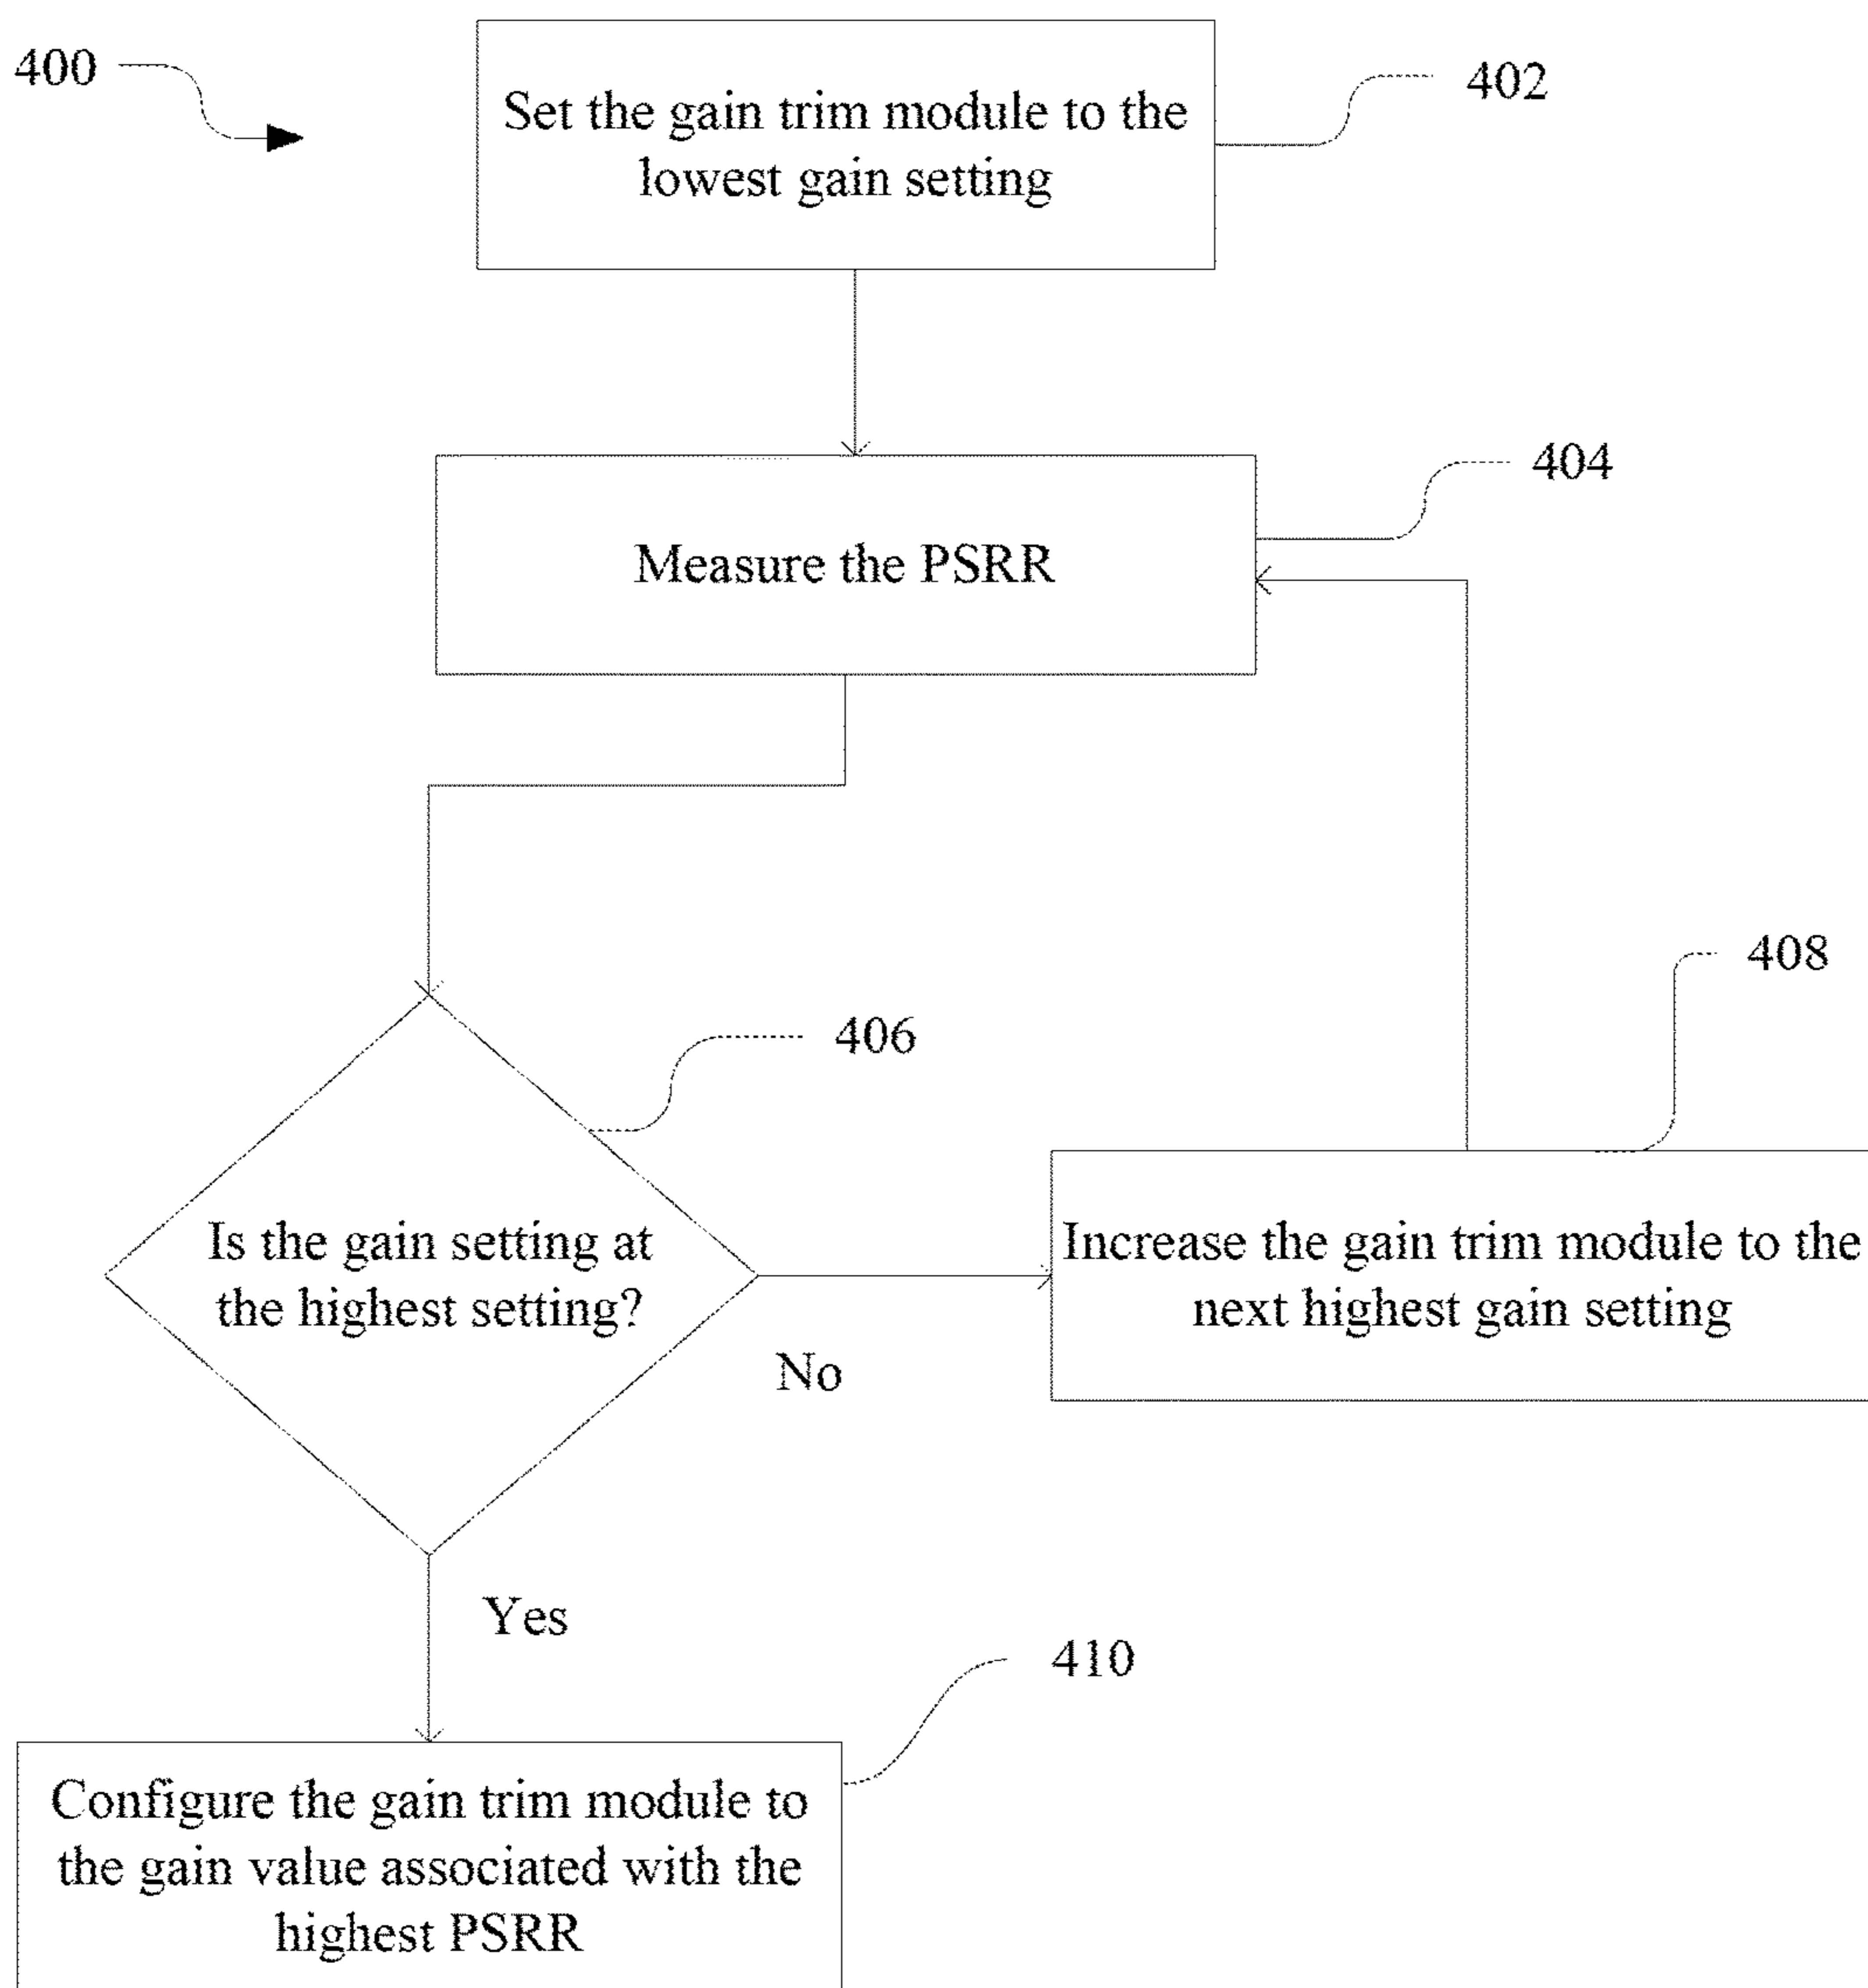 400
402
Set the gain trim module to the
lowest gain setting
404
Measure the PSRR
408
406
Is the gain setting at
the highest setting?
Increase the gain trim module to the
next highest gain setting
No
Yes
410
Configure the gain trim module to
the gain value associated with the
highest PSRR